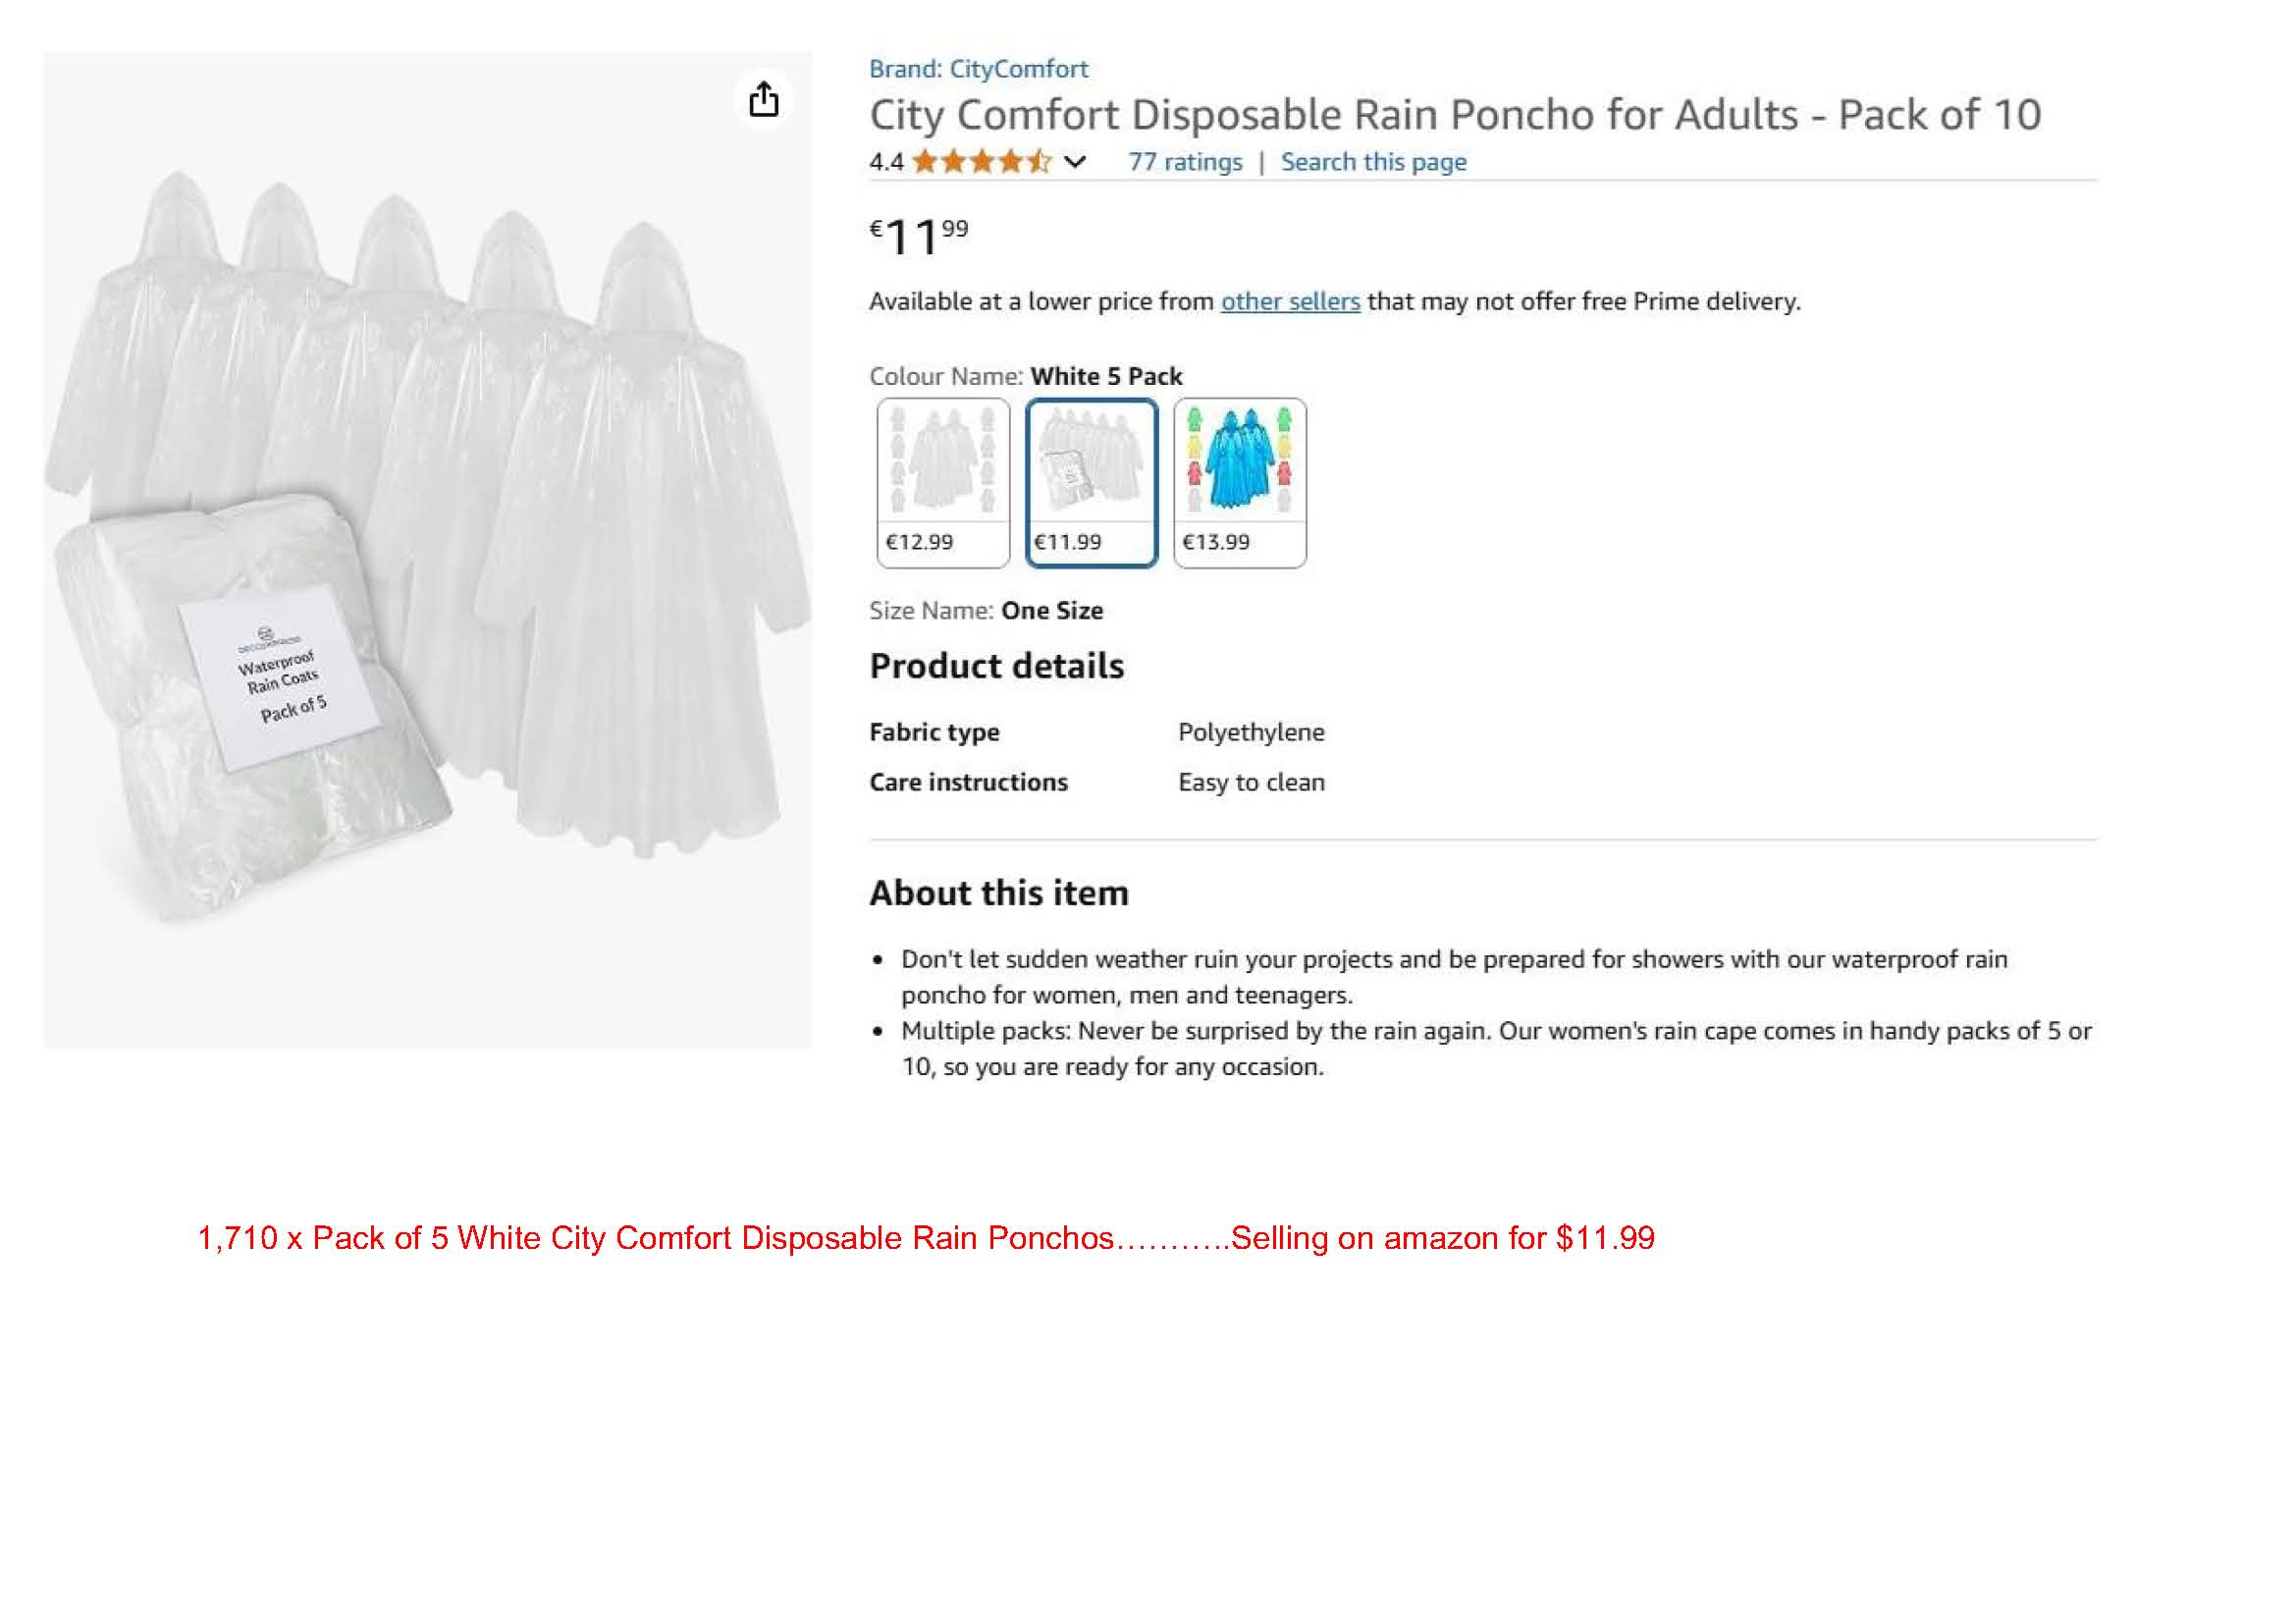 Brand: CityComfort
City Comfort Disposable Rain Poncho for Adults - Pack of 10
4.4 77 ratings | Search this page
€11⁹⁹
Available at a lower price from other sellers that may not offer free Prime delivery.
Colour Name: White 5 Pack
€12.99 €11.99 €13.99
Size Name: One Size
Product details
Fabric type Polyethylene
Care instructions Easy to clean
About this item
• Don't let sudden weather ruin your projects and be prepared for showers with our waterproof rain
poncho for women, men and teenagers.
• Multiple packs: Never be surprised by the rain again. Our women's rain cape comes in handy packs of 5 or
10, so you are ready for any occasion.
Waterproof
Rain Coats
Pack of 5
1,710 x Pack of 5 White City Comfort Disposable Rain Ponchos………..Selling on amazon for $11.99